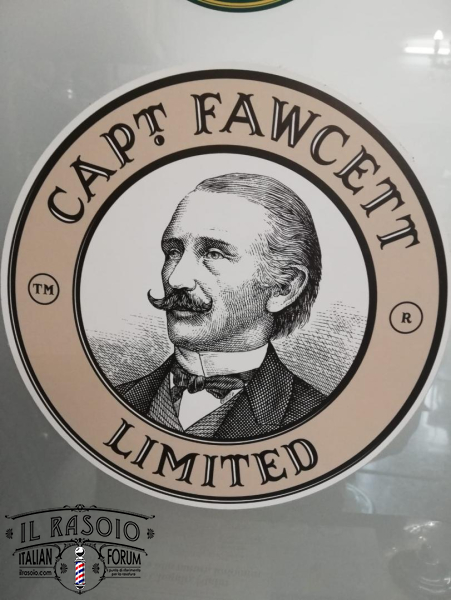 CAPT. FAWCETT
TM
R
LIMITED
IL RASOIO
ITALIAN FORUM
ilrasoio.com